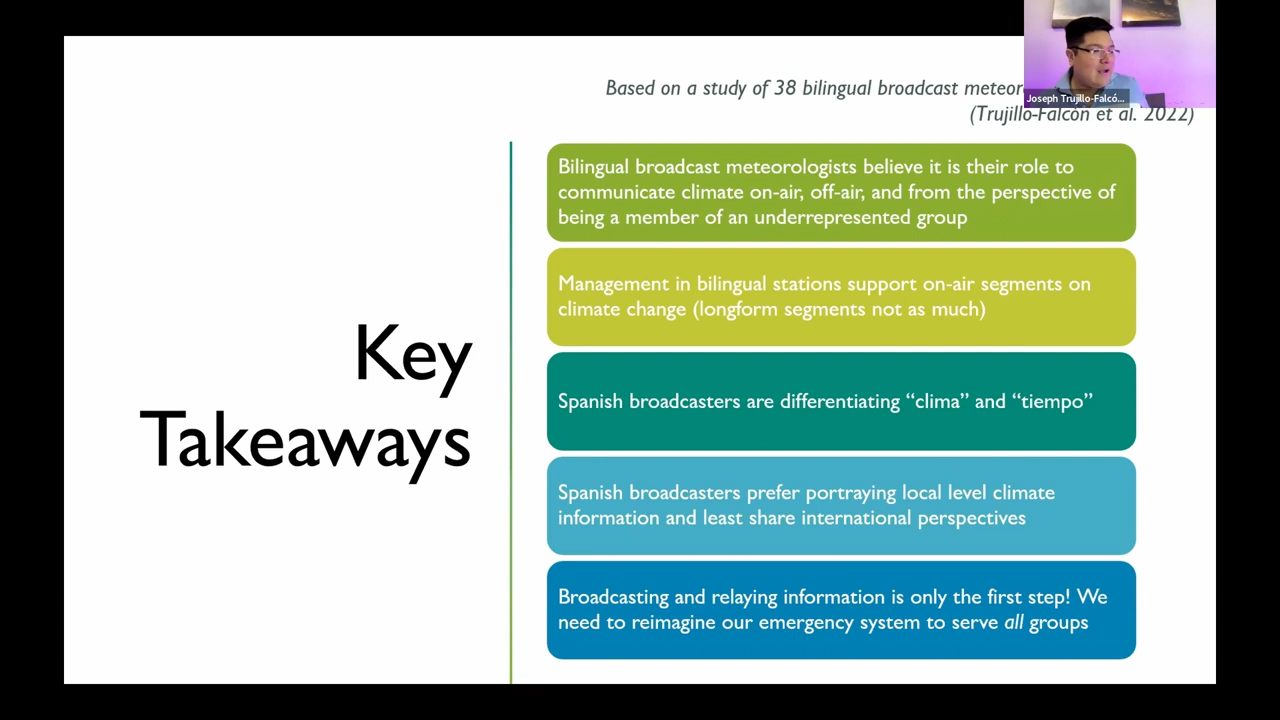 Based on a study of 38 bilingual broadcast
Joseph Trujillo-Falcó...
(Trujillo-Falcón et al. 2022)
Key
Takeaways
Bilingual broadcast meteorologists believe it is their role to
communicate climate on-air, off-air, and from the perspective of
being a member of an underrepresented group
Management in bilingual stations support on-air segments on
climate change (longform segments not as much)
Spanish broadcasters are differentiating “clima” and “tiempo”
Spanish broadcasters prefer portraying local level climate
information and least share international perspectives
Broadcasting and relaying information is only the first step! We
need to reimagine our emergency system to serve all groups